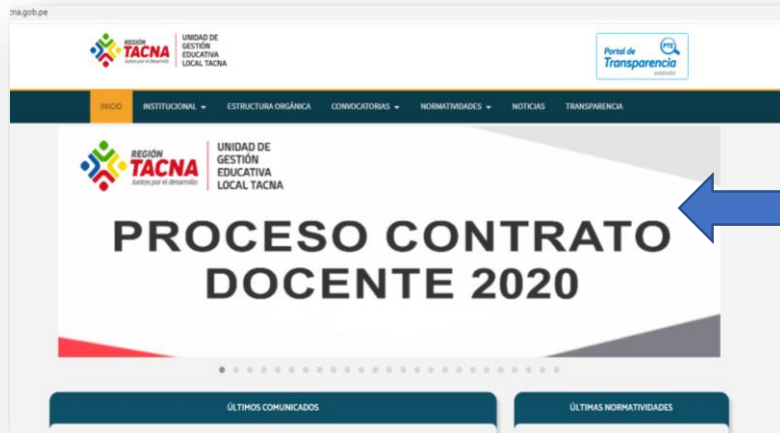 cna.gob.pe
REGIÓN
TACNA
Juntos por el desarrollo
UNIDAD DE
GESTIÓN
EDUCATIVA
LOCAL TACNA
Portal de
Transparencia
estándar
PTE
INICIO INSTITUCIONAL ESTRUCTURA ORGÁNICA CONVOCATORIAS NORMATIVIDADES NOTICIAS TRANSPARENCIA
REGIÓN
TACNA
Juntos por el desarrollo
UNIDAD DE
GESTIÓN
EDUCATIVA
LOCAL TACNA
PROCESO CONTRATO
DOCENTE 2020
ÚLTIMOS COMUNICADOS ÚLTIMAS NORMATIVIDADES